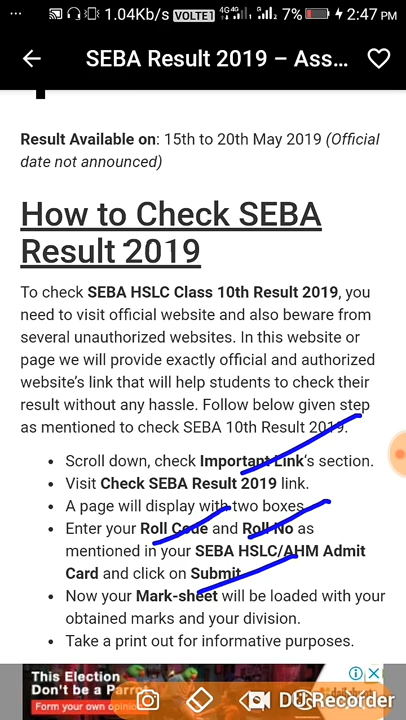 ... 1.04Kb/s VOLTE1 4G 4G 7% 2:47 PM
SEBA Result 2019 – Ass...
Result Available on: 15th to 20th May 2019 (Official
date not announced)
How to Check SEBA
Result 2019
To check SEBA HSLC Class 10th Result 2019, you
need to visit official website and also beware from
several unauthorized websites. In this website or
page we will provide exactly official and authorized
website's link that will help students to check their
result without any hassle. Follow below given step
as mentioned to check SEBA 10th Result 2019.
• Scroll down, check Important Link's section.
• Visit Check SEBA Result 2019 link.
• A page will display with two boxes.
• Enter your Roll Code and Roll No as
mentioned in your SEBA HSLC/AHM Admit
Card and click on Submit
• Now your Mark-sheet will be loaded with your
obtained marks and your division.
• Take a print out for informative purposes.
This Election
Don't be a Parrot
Form your own
DU Recorder